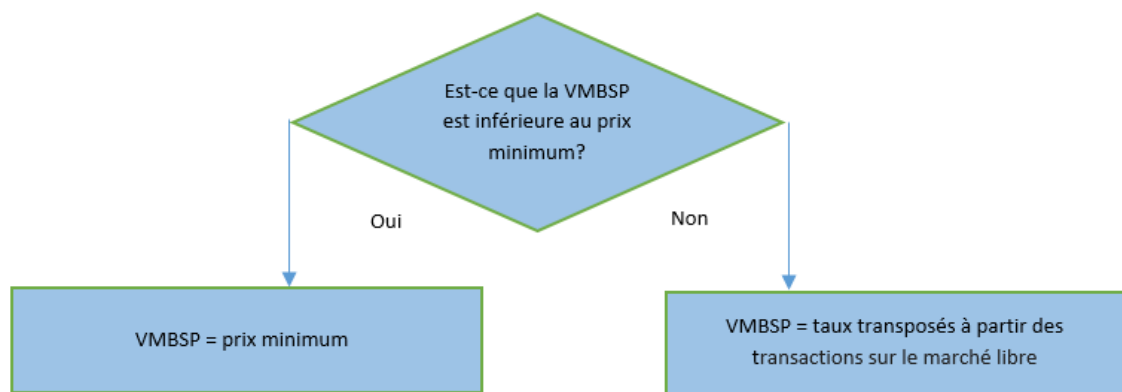 Est-ce que la VMBSP
est inférieure au prix
minimum?
Oui
Non
VMBSP = prix minimum
VMBSP = taux transposés à partir des
transactions sur le marché libre